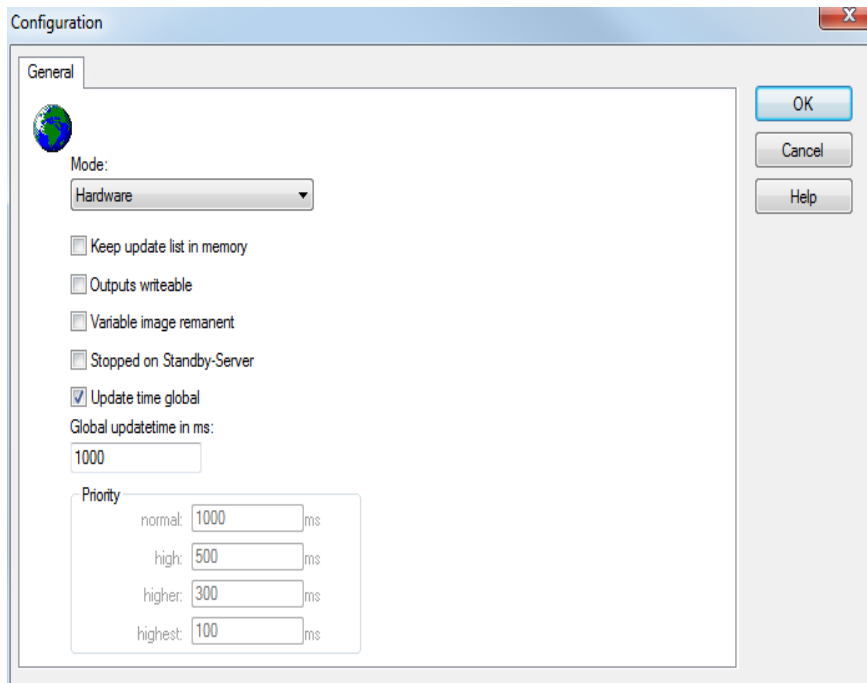 Configuration
X
General
OK
Cancel
Help
Mode:
Hardware
Keep update list in memory
Outputs writeable
Variable image remanent
Stopped on Standby-Server
Update time global
Global updatetime in ms:
1000
Priority
normal: 1000 ms
high: 500 ms
higher: 300 ms
highest: 100 ms